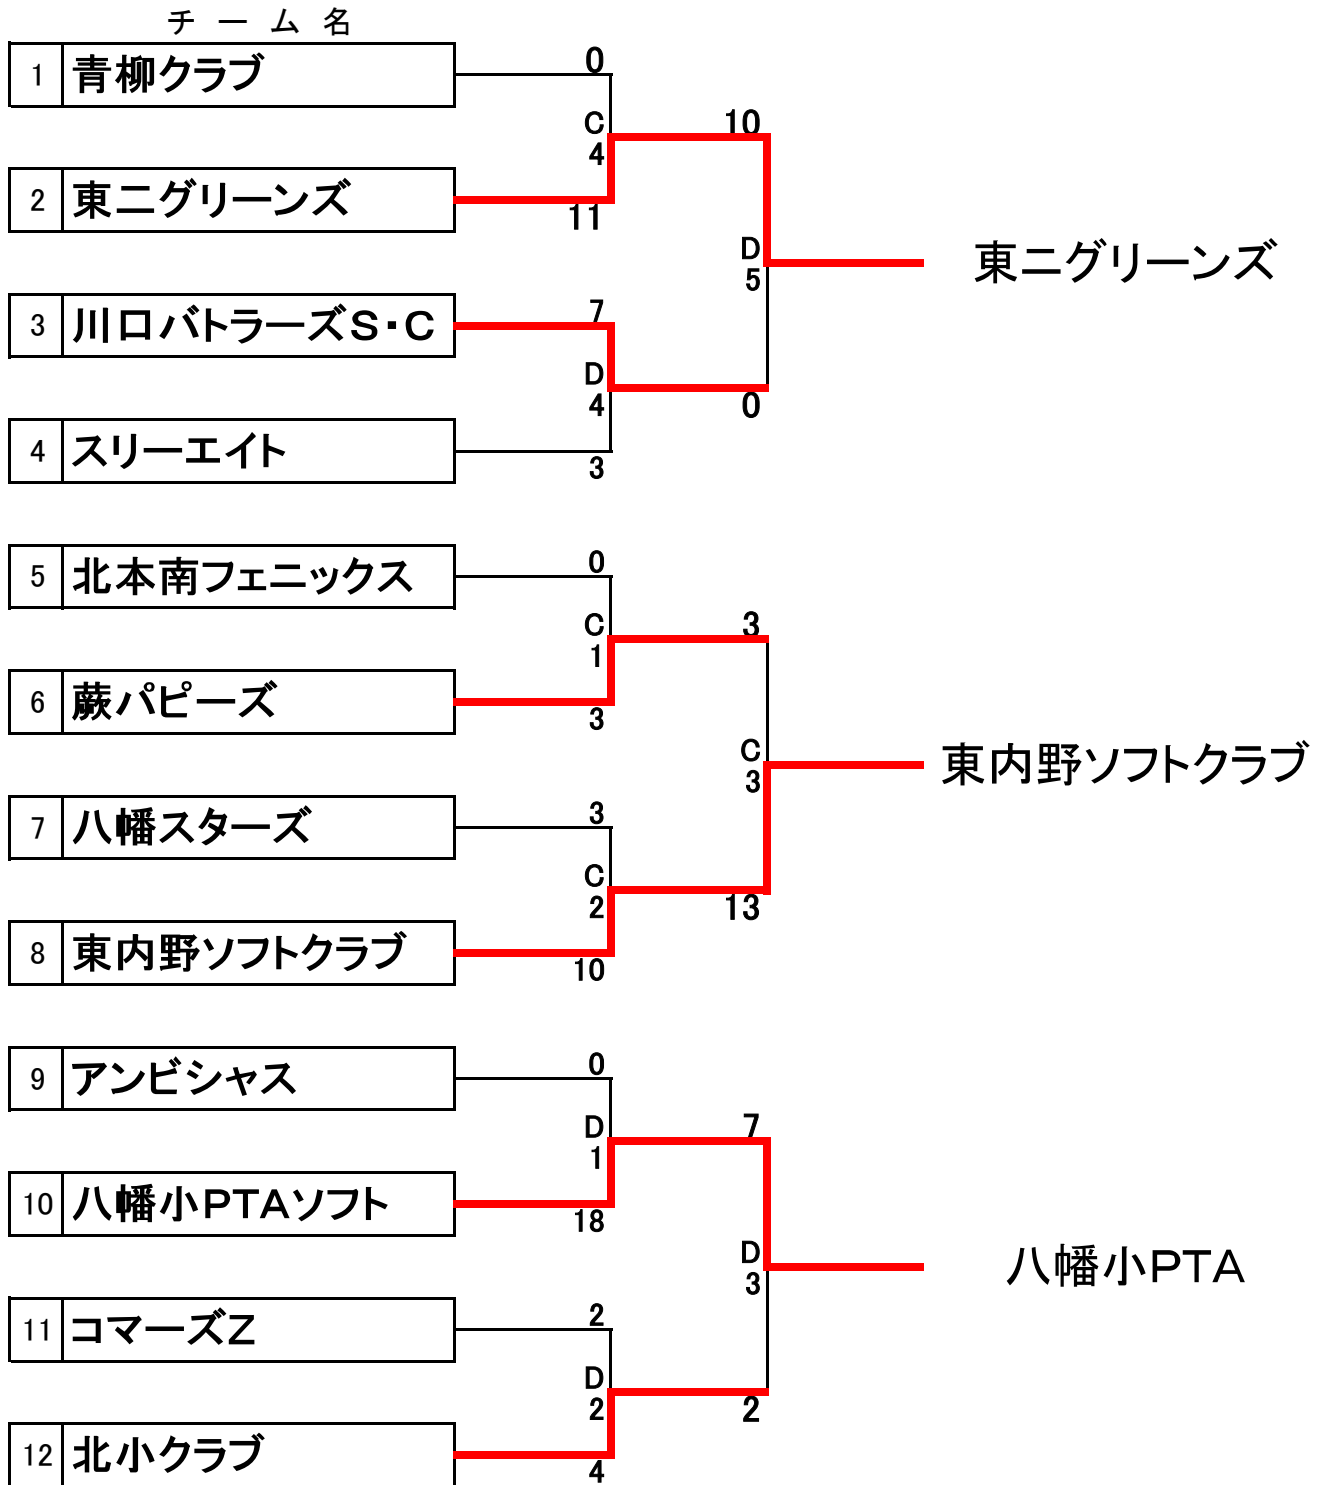 チーム名
0
1 青柳クラブ
C 10
4
2 東二グリーンズ
11
D 東ニグリーンズ
5
7
3 川口バトラーズS・C
D
4 0
4 スリーエイト
3
0
5 北本南フェニックス
C 3
1
6 蕨パピーズ
3
C 東内野ソフトクラブ
3
3
7 八幡スターズ
C
2 13
8 東内野ソフトクラブ
10
0
9 アンビシャス
D 7
1
10 八幡小PTAソフト
18
D 八幡小PTA
3
2
11 コマーズZ
D
2 2
12 北小クラブ
4